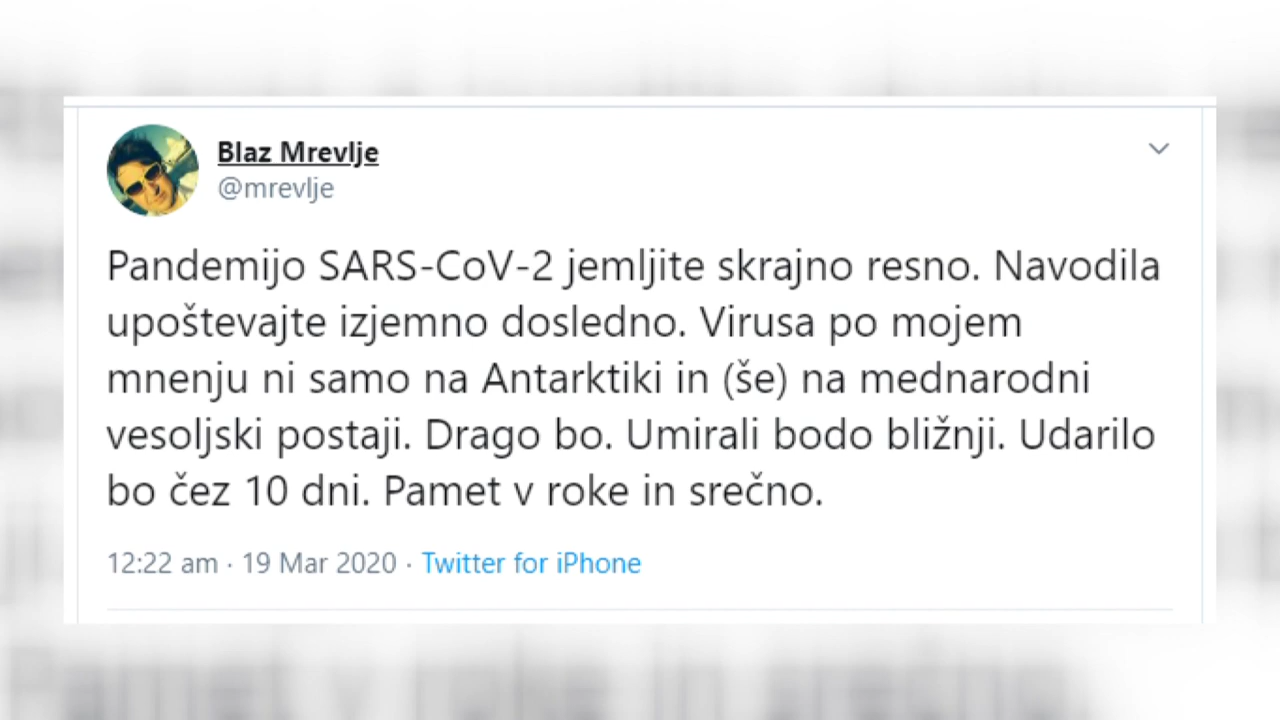 Blaz Mrevlje
@mrevlje
Pandemijo SARS-CoV-2 jemljite skrajno resno. Navodila
upoštevajte izjemno dosledno. Virusa po mojem
mnenju ni samo na Antarktiki in (še) na mednarodni
vesoljski postaji. Drago bo. Umirali bodo bližnji. Udarilo
bo čez 10 dni. Pamet v roke in srečno.
12:22 am · 19 Mar 2020 · Twitter for iPhone